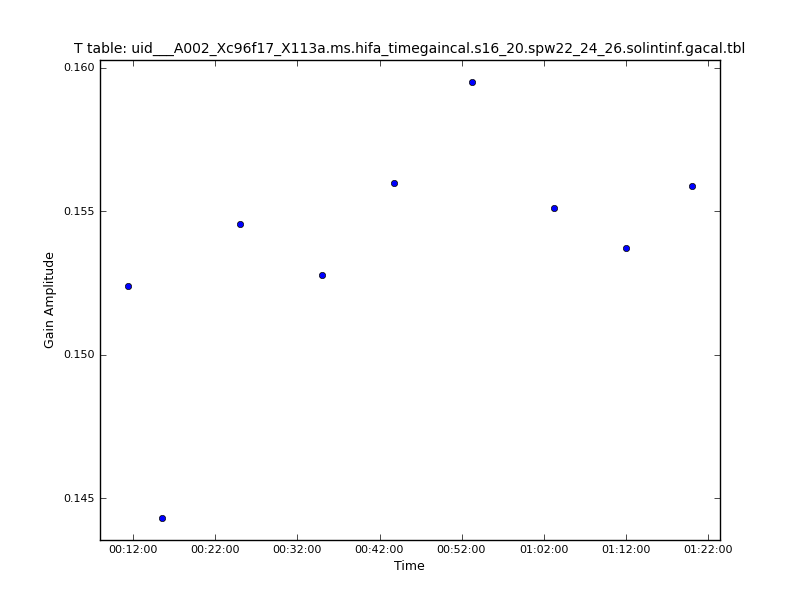 T table: uid___A002_Xc96f17_X113a.ms.hifa_timegaincal.s16_20.spw22_24_26.solintinf.gacal.tbl
0.160
0.155
0.150
0.145
Gain Amplitude
00:12:00 00:22:00 00:32:00 00:42:00 00:52:00 01:02:00 01:12:00 01:22:00
Time